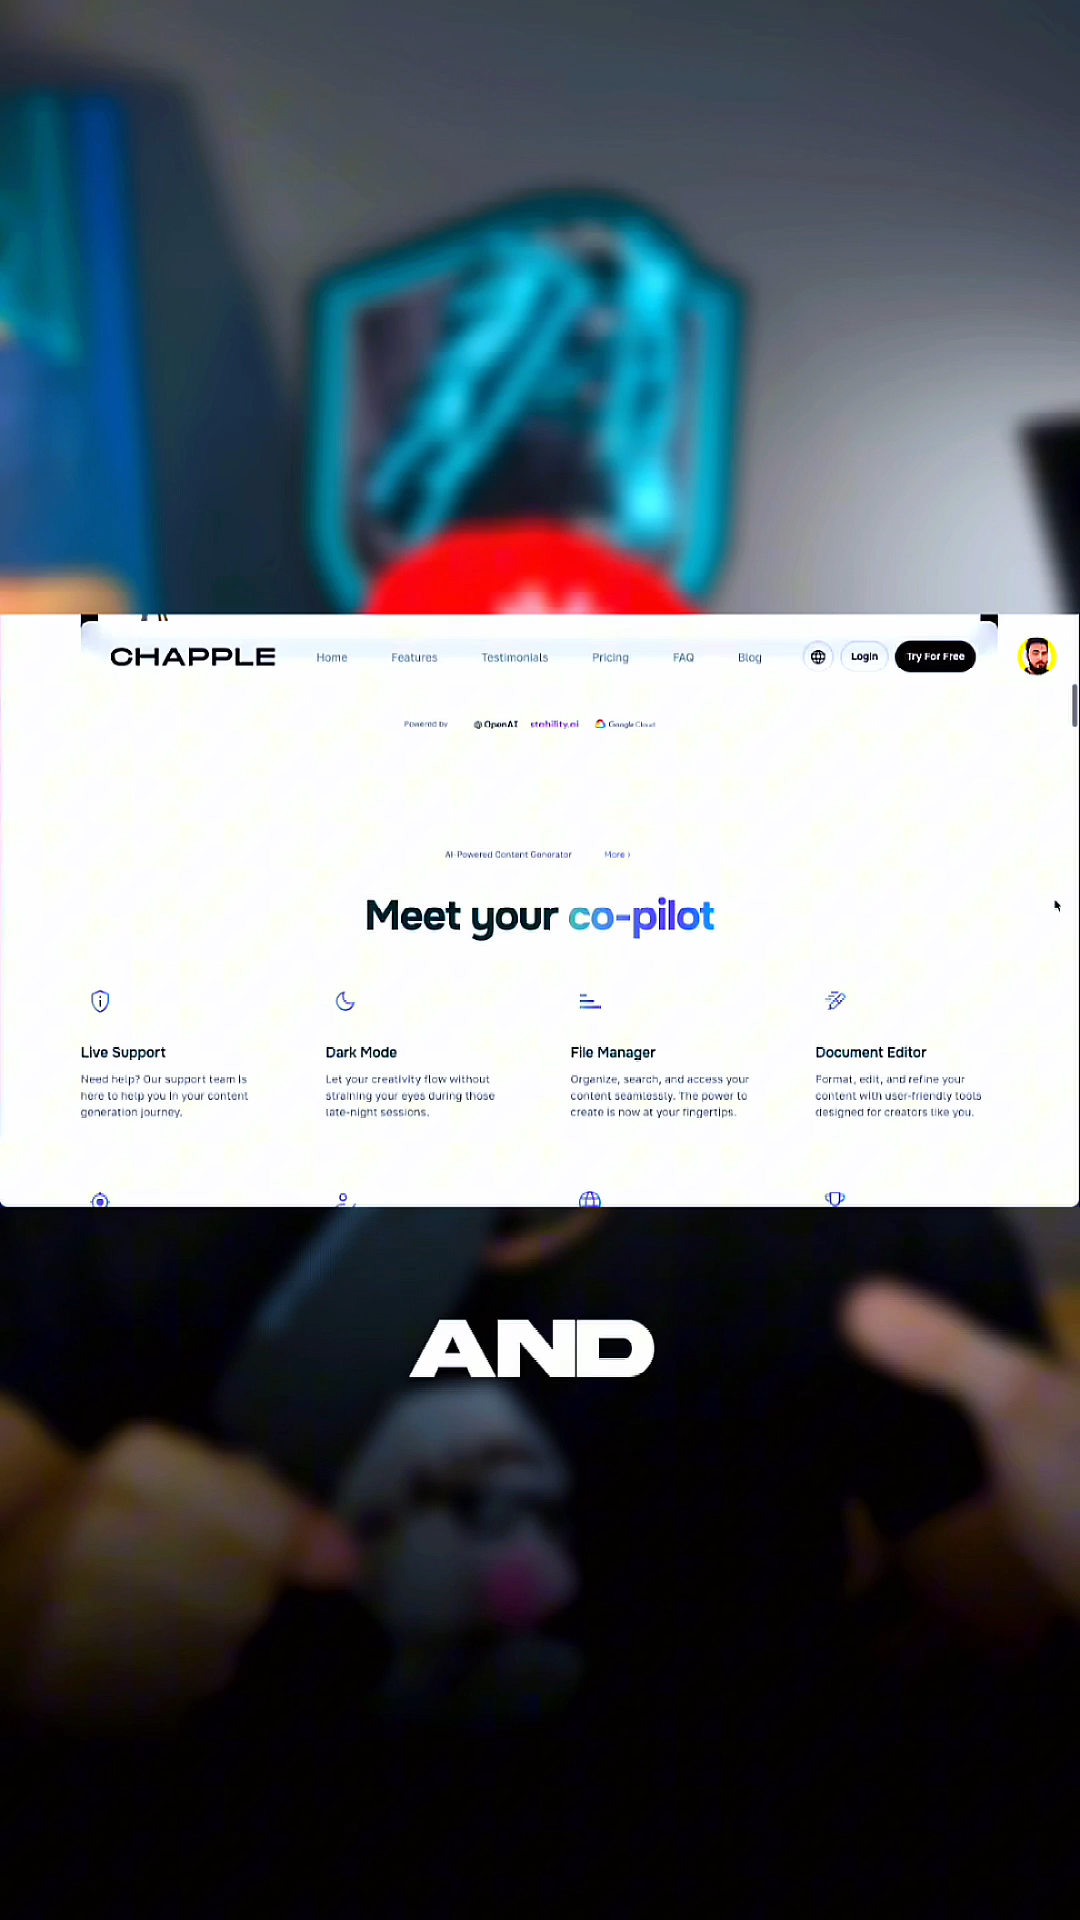 CHAPPLE Home Features Testimonials Pricing FAQ Blog Login Try For Free
Powered by OpenAI stability.ai Google Cloud
AI-Powered Content Generator More ›
Meet your co-pilot
Live Support Dark Mode File Manager Document Editor
Need help? Our support team is
here to help you in your content
generation journey.
Let your creativity flow without
straining your eyes during those
late-night sessions.
Organize, search, and access your
content seamlessly. The power to
create is now at your fingertips.
Format, edit, and refine your
content with user-friendly tools
designed for creators like you.
AND